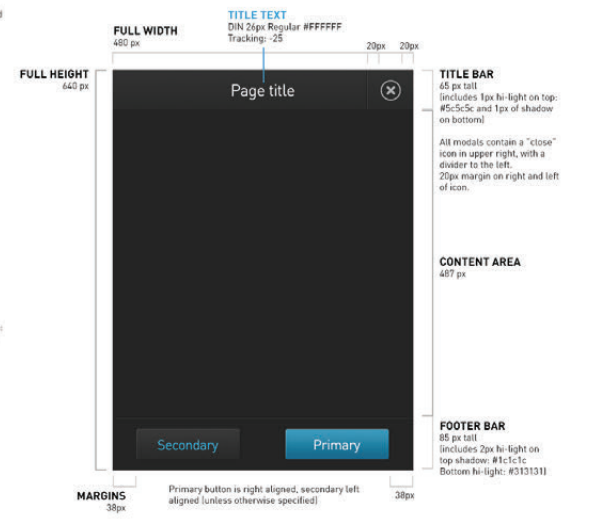 TITLE TEXT
DIN 26px Regular #FFFFFF
Tracking: -25
FULL WIDTH
480 px
20px 20px
FULL HEIGHT
640 px
Page title
TITLE BAR
65 px tall
(includes 1px hi-light on top:
#5c5c5c and 1px of shadow
on bottom)
All modals contain a "close"
icon in upper right, with a
divider to the left.
20px margin on right and left
of icon.
CONTENT AREA
487 px
FOOTER BAR
85 px tall
(includes 2px hi-light on
top shadow: #1c1c1c
Bottom hi-light: #313131)
Secondary
Primary
MARGINS
38px
Primary button is right aligned, secondary left
aligned (unless otherwise specified)
38px